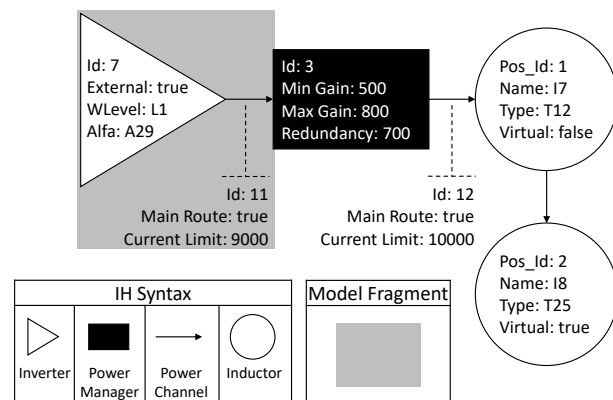 Id: 7
External: true
WLevel: L1
Alfa: A29
Id: 3
Min Gain: 500
Max Gain: 800
Redundancy: 700
Pos_Id: 1
Name: I7
Type: T12
Virtual: false
Id: 11
Main Route: true
Current Limit: 9000
Id: 12
Main Route: true
Current Limit: 10000
Pos_Id: 2
Name: I8
Type: T25
Virtual: true
IH Syntax
Inverter
Power
Manager
Power
Channel
Inductor
Model Fragment